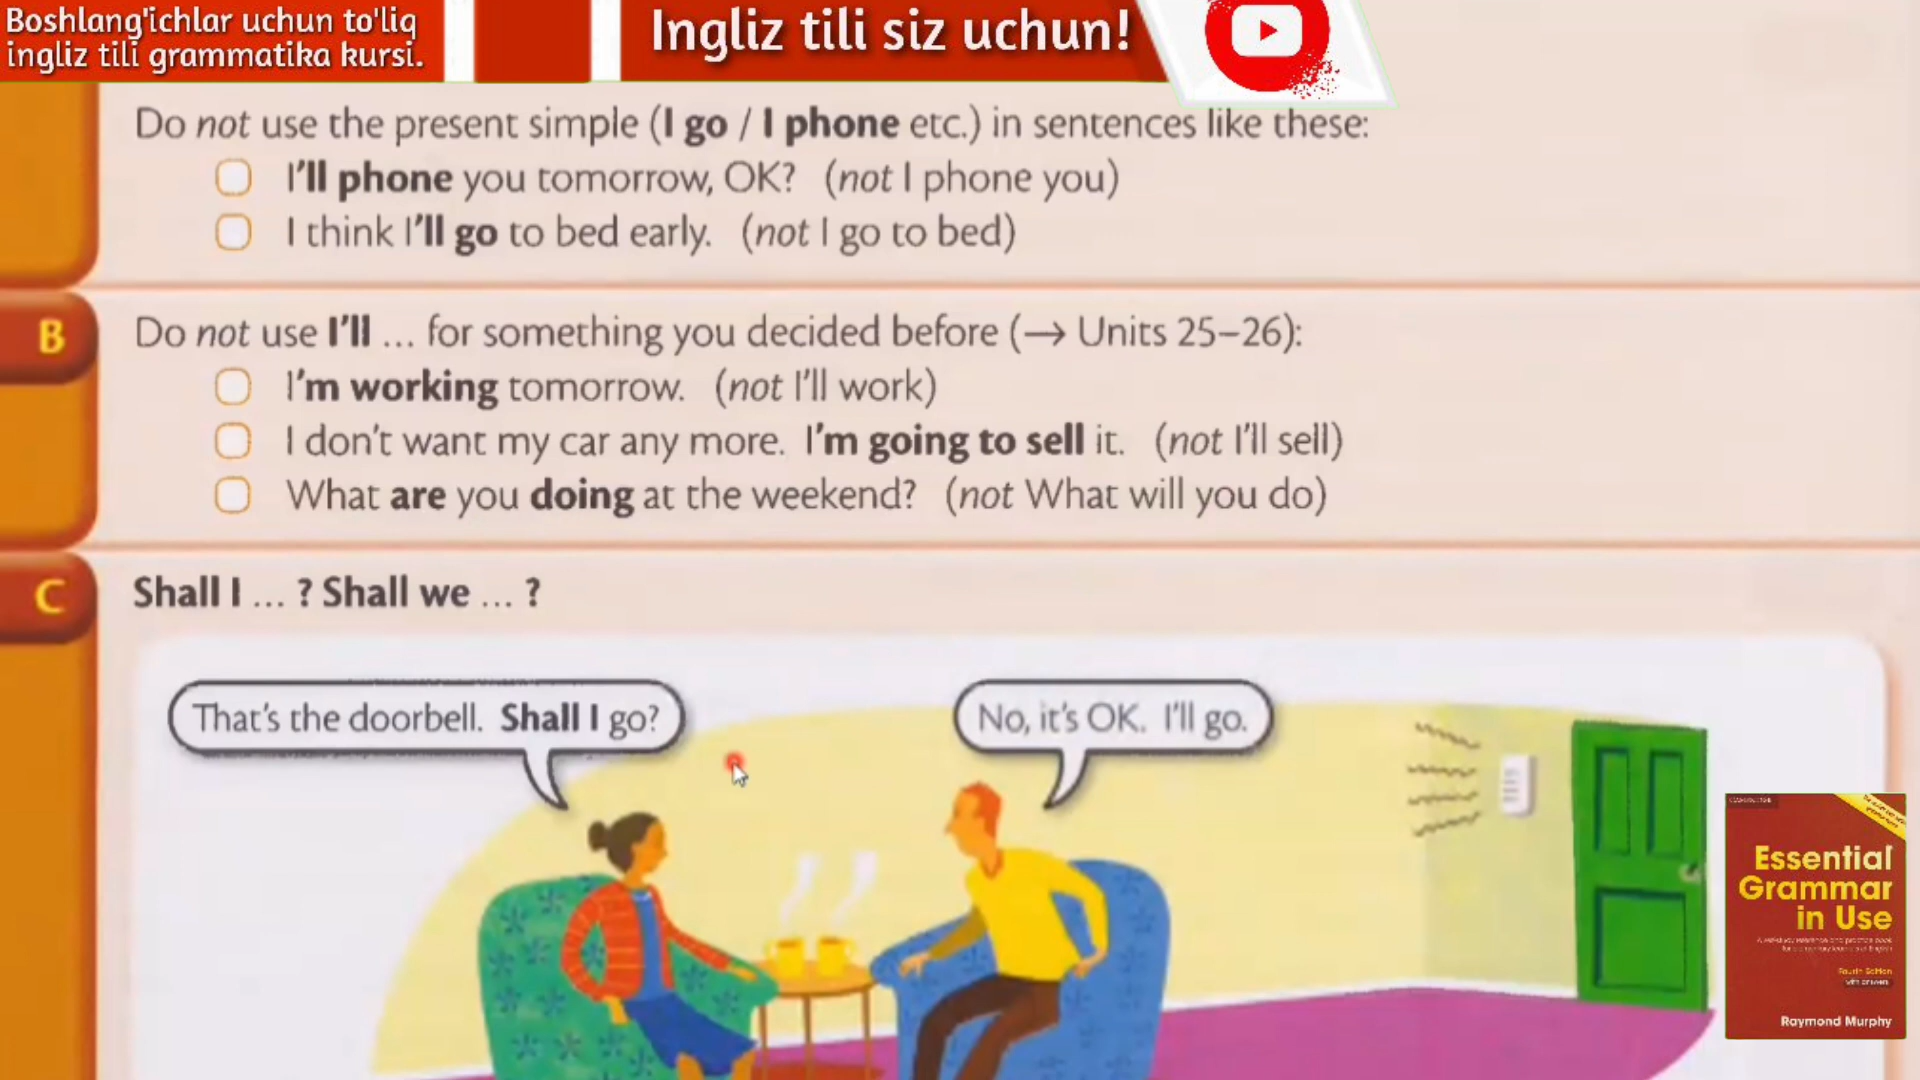 Boshlang'ichlar uchun to'liq
ingliz tili grammatika kursi.
Ingliz tili siz uchun!
Do not use the present simple (I go / I phone etc.) in sentences like these:
I'll phone you tomorrow, OK? (not I phone you)
I think I'll go to bed early. (not I go to bed)
B
Do not use I'll ... for something you decided before (→ Units 25–26):
I'm working tomorrow. (not I'll work)
I don't want my car any more. I'm going to sell it. (not I'll sell)
What are you doing at the weekend? (not What will you do)
C
Shall I ... ? Shall we ... ?
That's the doorbell. Shall I go?
No, it's OK. I'll go.
Essential
Grammar
in Use
Fourth Edition
Raymond Murphy